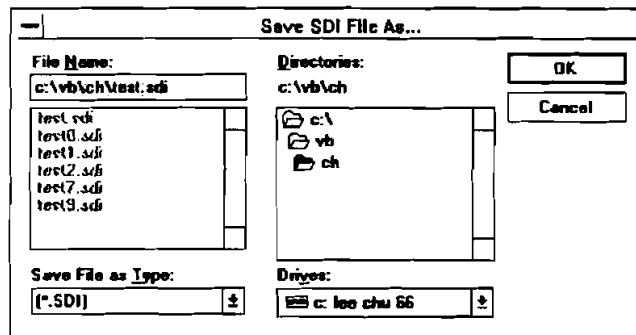 Save SDI File As...
File Name:
c:\vb\ch\test.sdi
test.sdi
test0.sdi
test1.sdi
test2.sdi
test7.sdi
test9.sdi
Save File as Type:
(*.SDI)
Directories:
c:\vb\ch
c:\
vb
ch
Drives:
c: lee chu 66
OK
Cancel